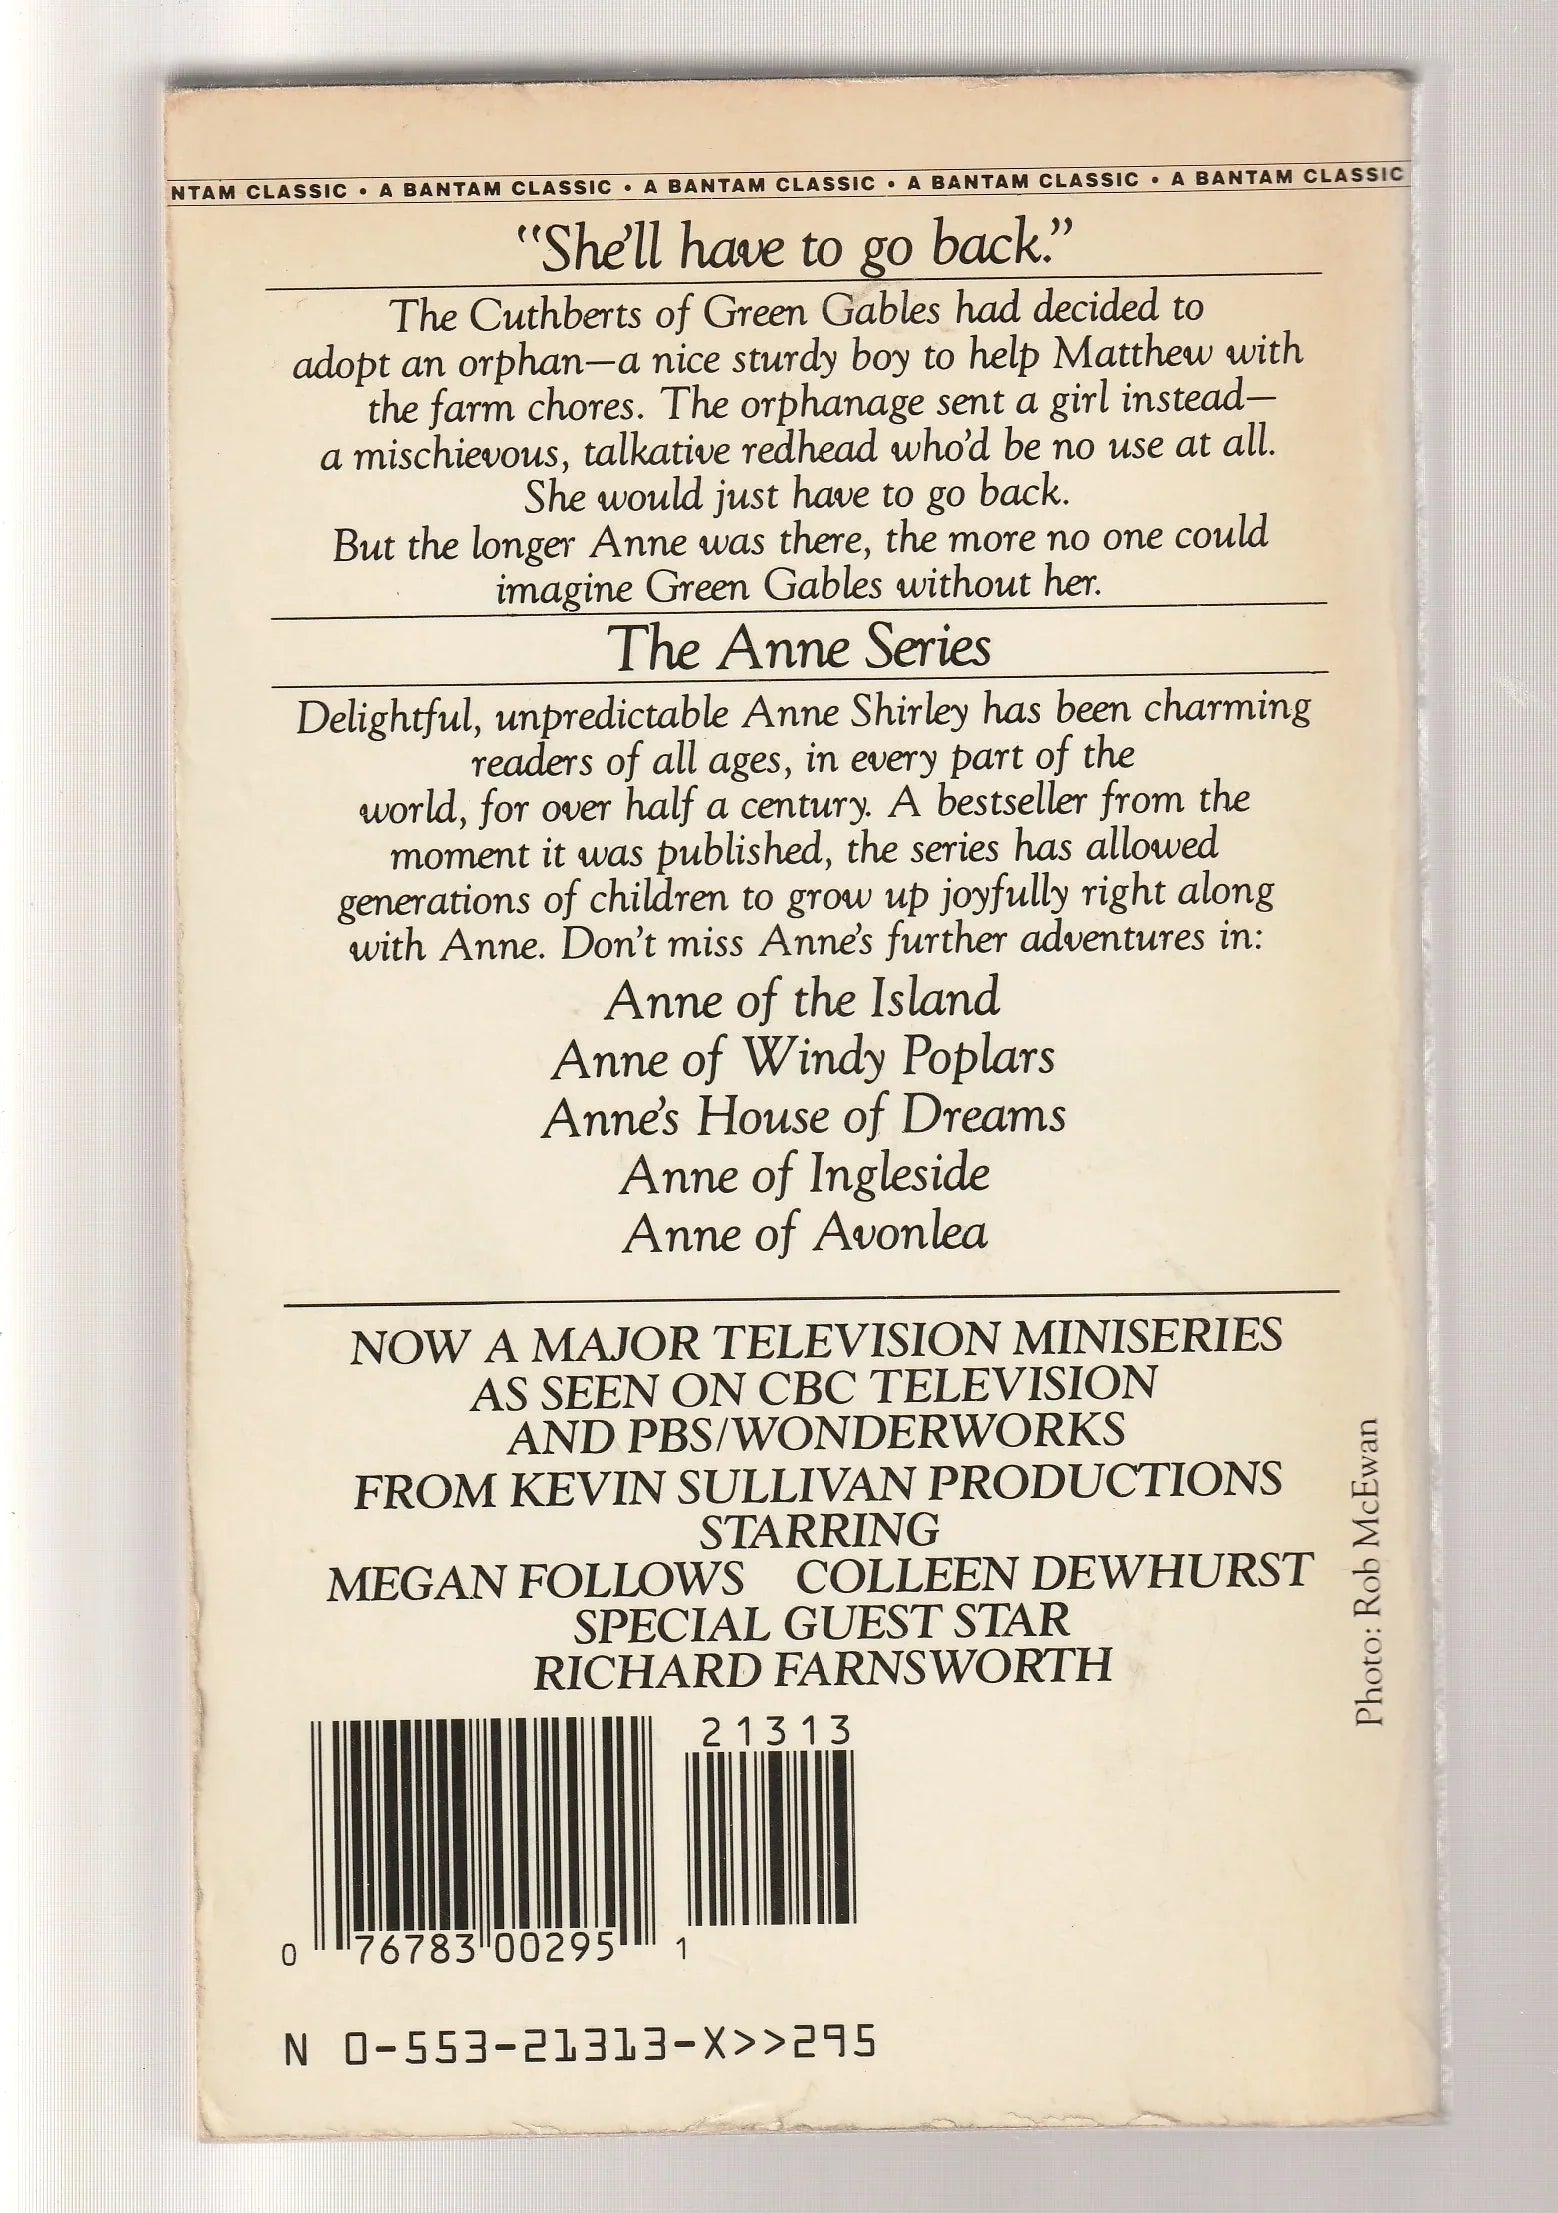 NTAM CLASSIC • A BANTAM CLASSIC • A BANTAM CLASSIC • A BANTAM CLASSIC • A BANTAM CLASSIC
"She'll have to go back."
The Cuthberts of Green Gables had decided to
adopt an orphan—a nice sturdy boy to help Matthew with
the farm chores. The orphanage sent a girl instead—
a mischievous, talkative redhead who'd be no use at all.
She would just have to go back.
But the longer Anne was there, the more no one could
imagine Green Gables without her.
The Anne Series
Delightful, unpredictable Anne Shirley has been charming
readers of all ages, in every part of the
world, for over half a century. A bestseller from the
moment it was published, the series has allowed
generations of children to grow up joyfully right along
with Anne. Don't miss Anne's further adventures in:
Anne of the Island
Anne of Windy Poplars
Anne's House of Dreams
Anne of Ingleside
Anne of Avonlea
NOW A MAJOR TELEVISION MINISERIES
AS SEEN ON CBC TELEVISION
AND PBS/WONDERWORKS
FROM KEVIN SULLIVAN PRODUCTIONS
STARRING
MEGAN FOLLOWS COLLEEN DEWHURST
SPECIAL GUEST STAR
RICHARD FARNSWORTH
Photo: Rob McEwan
21313
0 76783 00295 1
N 0-553-21313-X>>295